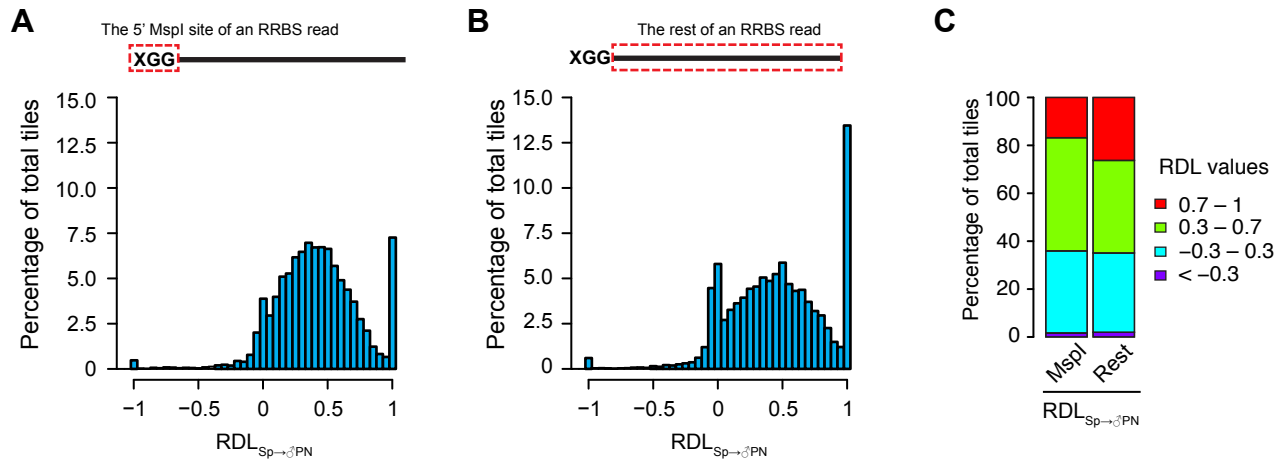 A
The 5' MspI site of an RRBS read
XGG
Percentage of total tiles
15.0
12.5
10.0
7.5
5.0
2.5
0
−1
−0.5
0
0.5
1
RDLSp→♂PN
B
The rest of an RRBS read
XGG
Percentage of total tiles
15.0
12.5
10.0
7.5
5.0
2.5
0
−1
−0.5
0
0.5
1
RDLSp→♂PN
C
Percentage of total tiles
100
80
60
40
20
0
MspI
Rest
RDLSp→♂PN
RDL values
0.7 – 1
0.3 – 0.7
−0.3 – 0.3
< −0.3